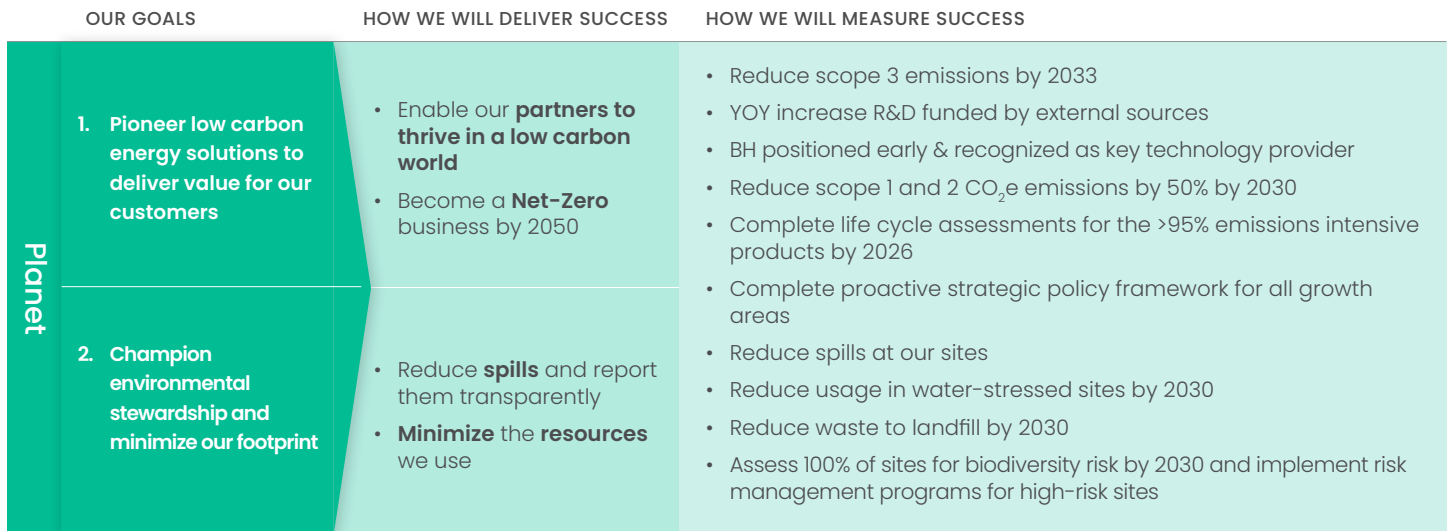 OUR GOALS
HOW WE WILL DELIVER SUCCESS
HOW WE WILL MEASURE SUCCESS
Planet
1. Pioneer low carbon
energy solutions to
deliver value for our
customers
• Enable our partners to
thrive in a low carbon
world
• Become a Net-Zero
business by 2050
2. Champion
environmental
stewardship and
minimize our footprint
• Reduce spills and report
them transparently
• Minimize the resources
we use
• Reduce scope 3 emissions by 2033
• YOY increase R&D funded by external sources
• BH positioned early & recognized as key technology provider
• Reduce scope 1 and 2 CO₂e emissions by 50% by 2030
• Complete life cycle assessments for the >95% emissions intensive
products by 2026
• Complete proactive strategic policy framework for all growth
areas
• Reduce spills at our sites
• Reduce usage in water-stressed sites by 2030
• Reduce waste to landfill by 2030
• Assess 100% of sites for biodiversity risk by 2030 and implement risk
management programs for high-risk sites